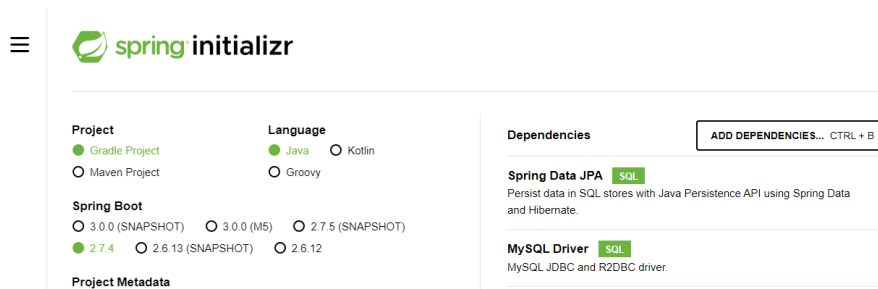 spring initializr
Project
Gradle Project
Maven Project
Language
Java Kotlin
Groovy
Spring Boot
3.0.0 (SNAPSHOT) 3.0.0 (M5) 2.7.5 (SNAPSHOT)
2.7.4 2.6.13 (SNAPSHOT) 2.6.12
Project Metadata
Dependencies
ADD DEPENDENCIES... CTRL + B
Spring Data JPA SQL
Persist data in SQL stores with Java Persistence API using Spring Data
and Hibernate.
MySQL Driver SQL
MySQL JDBC and R2DBC driver.